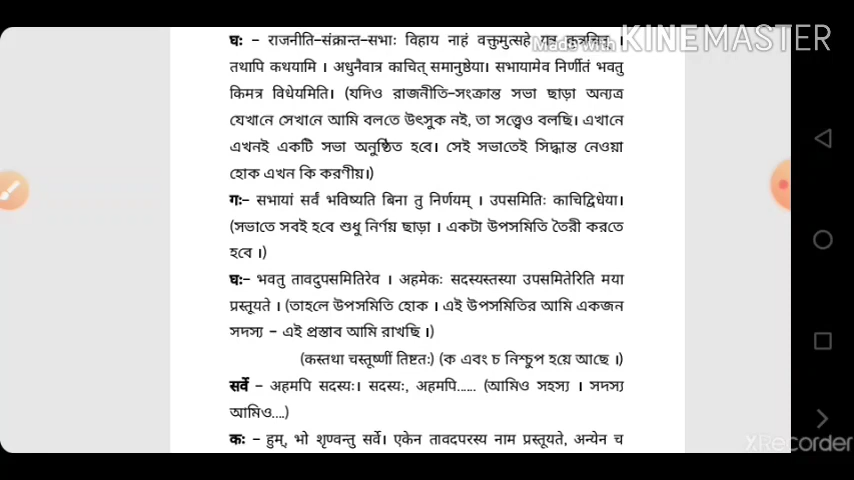 Made with KINEMASTER
घः – राजनीति-संक्रान्त-सभाः विहाय नाहं वक्तुमुत्सहे यत्र कुत्रचित् ।
तथापि कथयामि । अधुनैवात्र काचित् समानुष्ठेया। सभायामेव निर्णीतं भवतु
किमत्र विधेयमिति। (যদিও রাজনীতি-সংক্রান্ত সভা ছাড়া অন্যত্র
যেখানে সেখানে আমি বলতে উৎসুক নই, তা সত্ত্বেও বলছি। এখানে
এখনই একটি সভা অনুষ্ঠিত হবে। সেই সভাতেই সিদ্ধান্ত নেওয়া
হোক এখন কি করণীয়।)
गः– सभायां सर्वं भविष्यति बिना तु निर्णयम् । उपसमितिः काचिद्विधेया।
(সভাতে সবই হবে শুধু নির্ণয় ছাড়া । একটা উপসমিতি তৈরী করতে
হবে ।)
घः– भवतु तावदुपसमितिरेव । अहमेकः सदस्यस्तस्या उपसमितेरिति मया
प्रस्तूयते । (তাহলে উপসমিতি হোক । এই উপসমিতির আমি একজন
সদস্য – এই প্রস্তাব আমি রাখছি ।)
(कस्तथा चस्तूष्णीं तिष्टतः) (ক এবং চ নিশ্চুপ হয়ে আছে ।)
सर्वे – अहमपि सदस्यः। सदस्यः, अहमपि...... (আমিও সহস্য । সদস্য
আমিও....)
कः – हुम्, भो शृण्वन्तु सर्वे। एकेन तावदपरस्य नाम प्रस्तूयते, अन्येन च
XRecorder